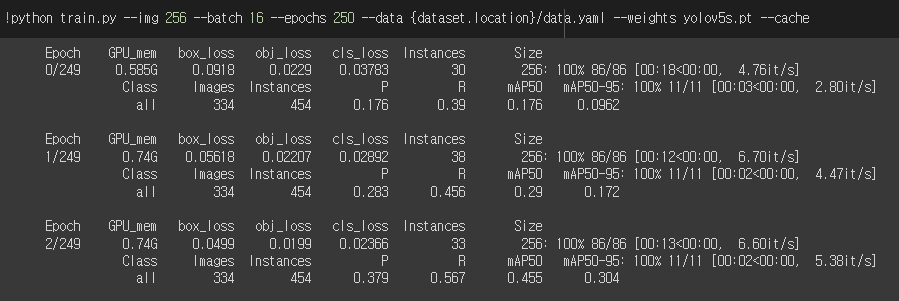 !python train.py --img 256 --batch 16 --epochs 250 --data {dataset.location}/data.yaml --weights yolov5s.pt --cache
Epoch GPU_mem box_loss obj_loss cls_loss Instances Size
0/249 0.585G 0.0918 0.0229 0.03783 30 256: 100% 86/86 [00:18<00:00, 4.76it/s]
Class Images Instances P R mAP50 mAP50-95: 100% 11/11 [00:03<00:00, 2.80it/s]
all 334 454 0.176 0.39 0.176 0.0962
Epoch GPU_mem box_loss obj_loss cls_loss Instances Size
1/249 0.74G 0.05618 0.02207 0.02892 38 256: 100% 86/86 [00:12<00:00, 6.70it/s]
Class Images Instances P R mAP50 mAP50-95: 100% 11/11 [00:02<00:00, 4.47it/s]
all 334 454 0.283 0.456 0.29 0.172
Epoch GPU_mem box_loss obj_loss cls_loss Instances Size
2/249 0.74G 0.0499 0.0199 0.02366 33 256: 100% 86/86 [00:13<00:00, 6.60it/s]
Class Images Instances P R mAP50 mAP50-95: 100% 11/11 [00:02<00:00, 5.38it/s]
all 334 454 0.379 0.567 0.455 0.304